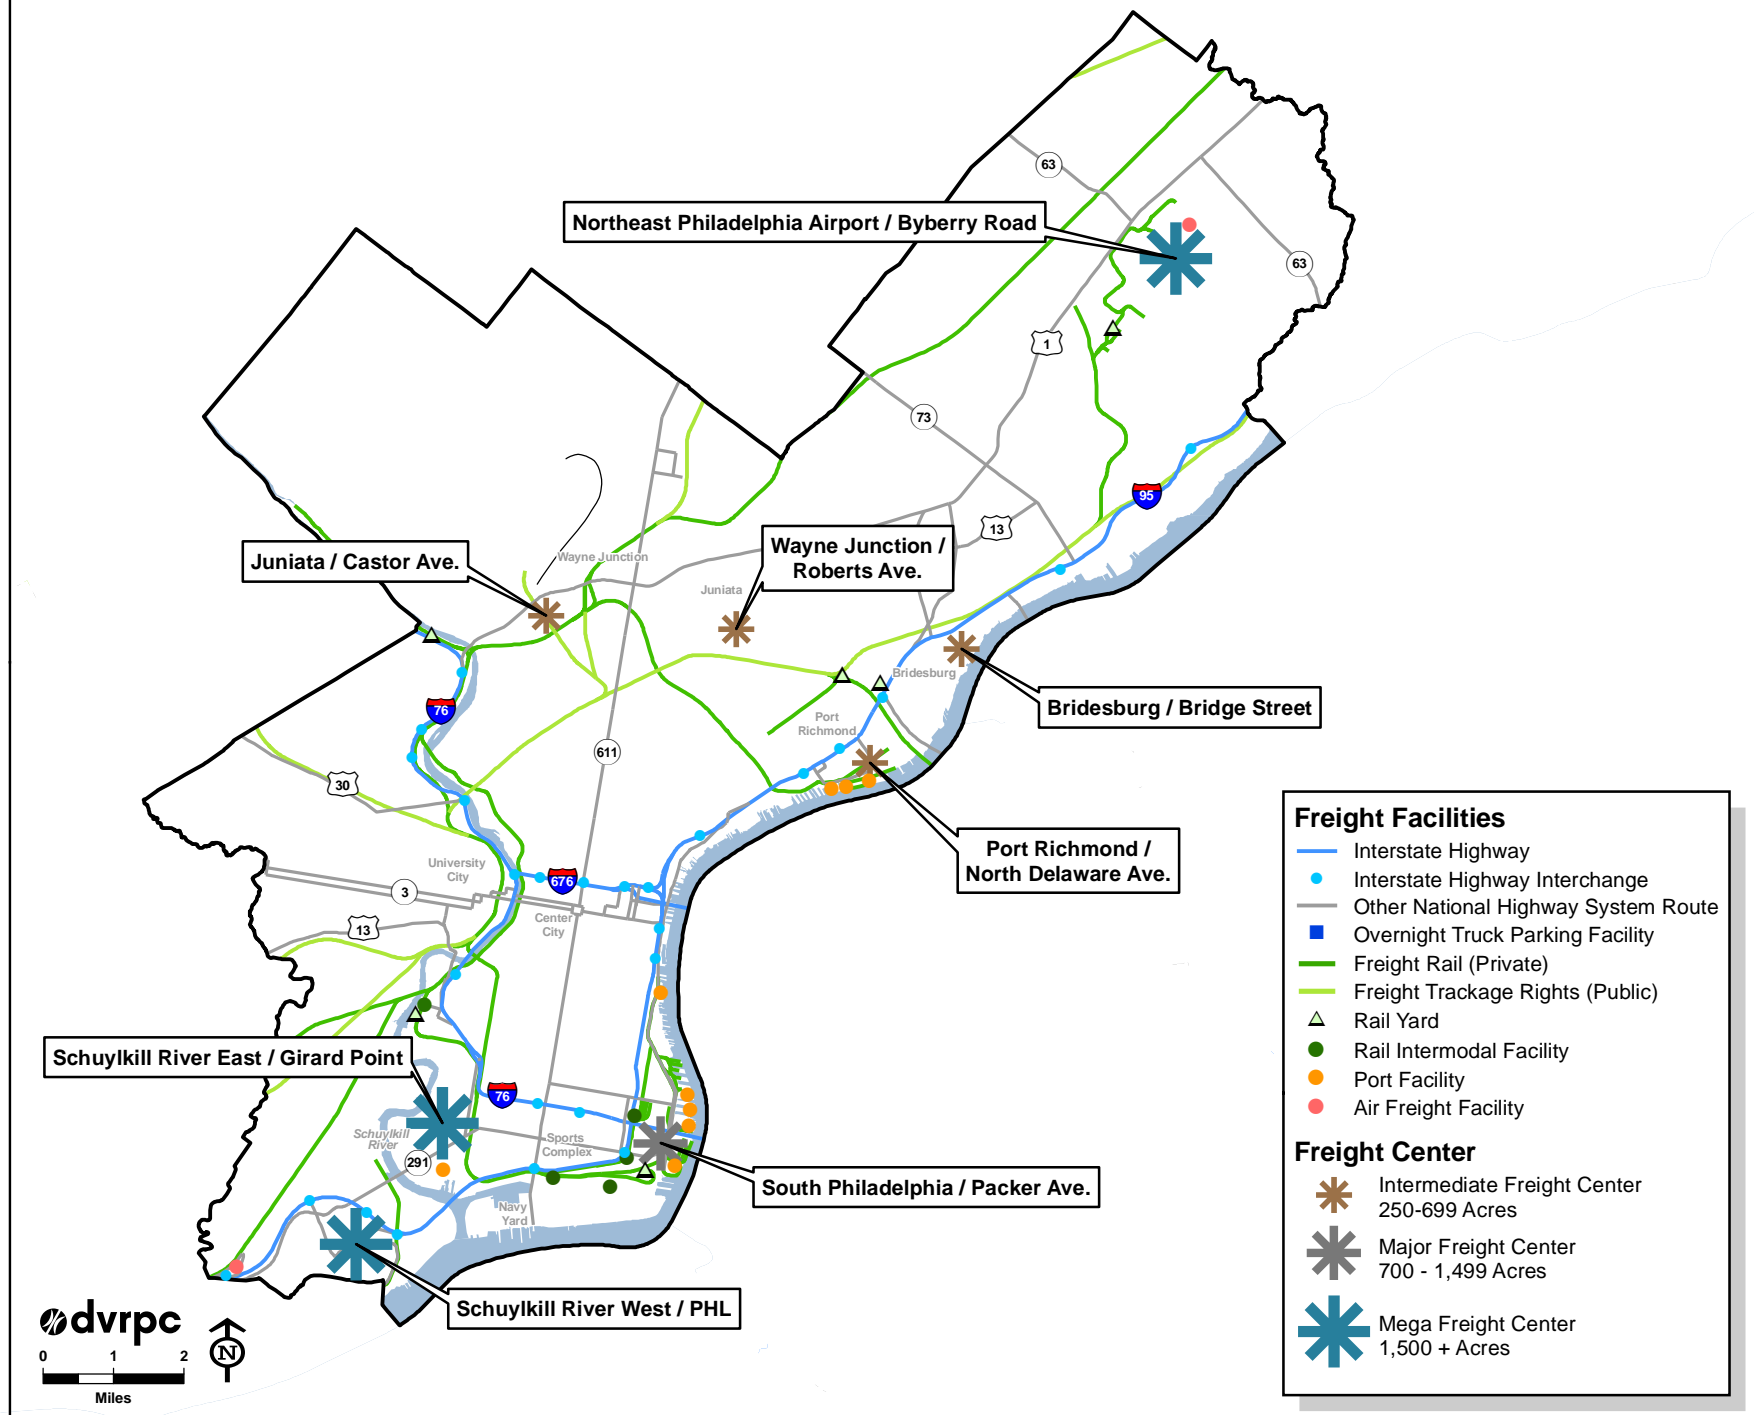 63
Northeast Philadelphia Airport / Byberry Road
63
1
73
95
13
Wayne Junction /
Roberts Ave.
Juniata / Castor Ave.
Wayne Junction
Juniata
Bridesburg
76
Bridesburg / Bridge Street
Port
Richmond
611
30
Port Richmond /
North Delaware Ave.
University
City
676
3
Center
City
13
Schuylkill River East / Girard Point
76
Schuylkill
River
Sports
Complex
291
South Philadelphia / Packer Ave.
Navy
Yard
Schuylkill River West / PHL
dvrpc
N
0 1 2
Miles
Freight Facilities
Interstate Highway
Interstate Highway Interchange
Other National Highway System Route
Overnight Truck Parking Facility
Freight Rail (Private)
Freight Trackage Rights (Public)
Rail Yard
Rail Intermodal Facility
Port Facility
Air Freight Facility
Freight Center
Intermediate Freight Center
250-699 Acres
Major Freight Center
700 - 1,499 Acres
Mega Freight Center
1,500 + Acres